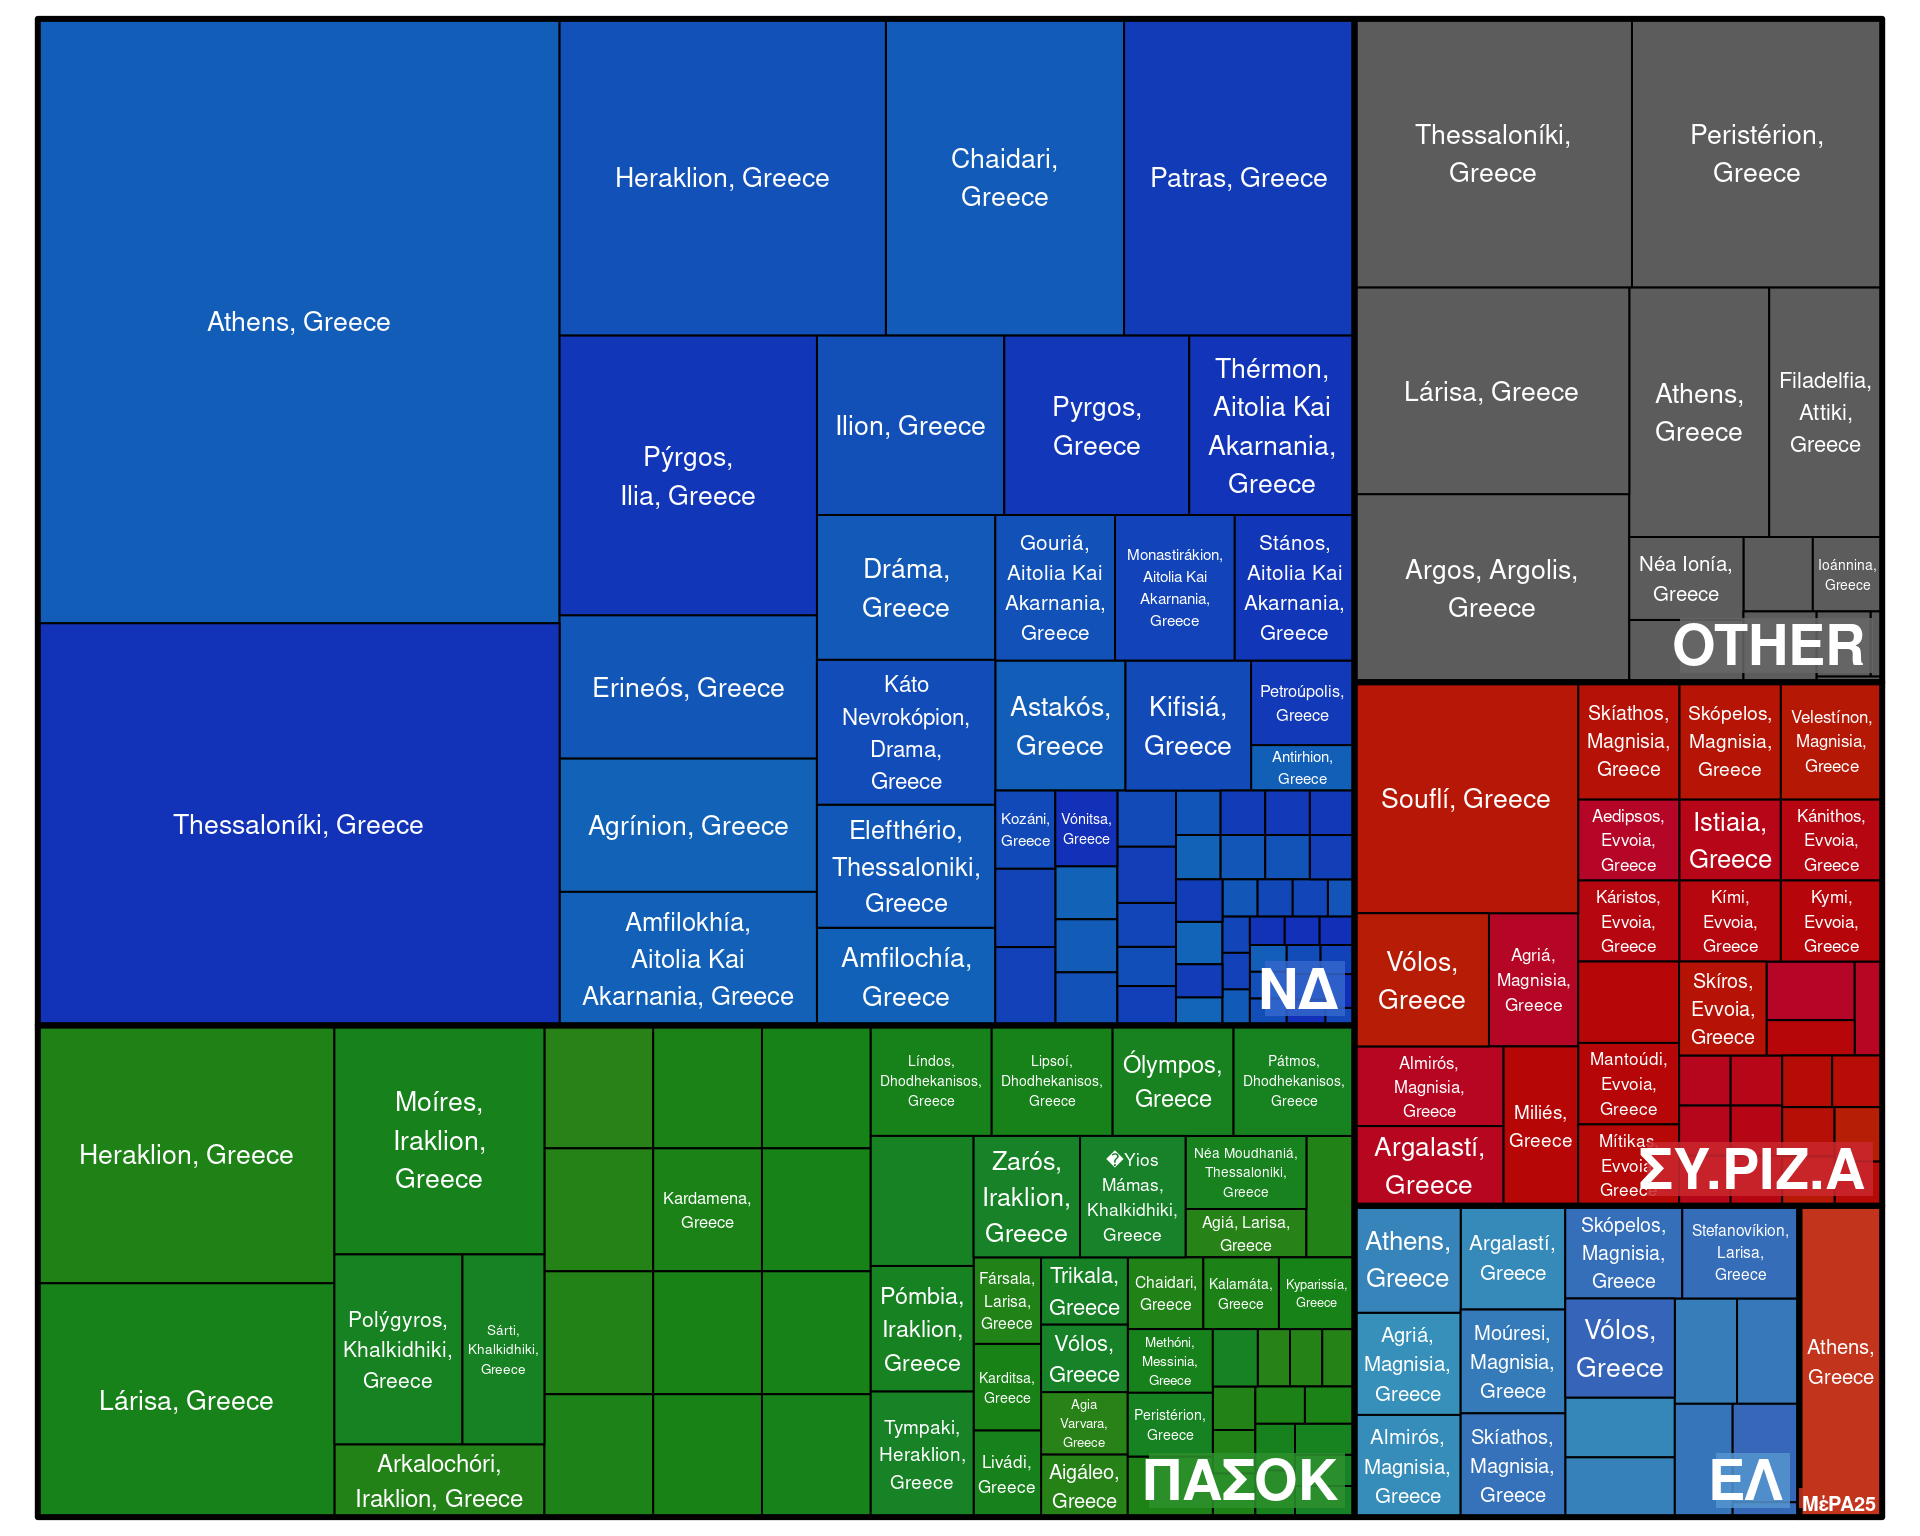 Athens, Greece
Thessaloníki, Greece
Heraklion, Greece
Chaidari,
Greece
Patras, Greece
Pýrgos,
Ilia, Greece
Ilion, Greece
Pyrgos,
Greece
Thérmon,
Aitolia Kai
Akarnania,
Greece
Erineós, Greece
Agrínion, Greece
Amfilokhía,
Aitolia Kai
Akarnania, Greece
Dráma,
Greece
Káto
Nevrokópion,
Drama,
Greece
Elefthério,
Thessaloniki,
Greece
Amfilochía,
Greece
Gouriá,
Aitolia Kai
Akarnania,
Greece
Monastirákion,
Aitolia Kai
Akarnania,
Greece
Stános,
Aitolia Kai
Akarnania,
Greece
Astakós,
Greece
Kifisiá,
Greece
Petroúpolis,
Greece
Antirhion,
Greece
Kozáni,
Greece
Vónitsa,
Greece
ΝΔ
Thessaloníki,
Greece
Peristérion,
Greece
Lárisa, Greece
Athens,
Greece
Filadelfia,
Attiki,
Greece
Argos, Argolis,
Greece
Néa Ionía,
Greece
Ioánnina,
Greece
OTHER
Souflí, Greece
Skíathos,
Magnisia,
Greece
Skópelos,
Magnisia,
Greece
Velestínon,
Magnisia,
Greece
Aedipsos,
Evvoia,
Greece
Istiaia,
Greece
Kánithos,
Evvoia,
Greece
Káristos,
Evvoia,
Greece
Kími,
Evvoia,
Greece
Kymi,
Evvoia,
Greece
Vólos,
Greece
Agriá,
Magnisia,
Greece
Skíros,
Evvoia,
Greece
Almirós,
Magnisia,
Greece
Argalastí,
Greece
Miliés,
Greece
Mantoúdi,
Evvoia,
Greece
Mítikas,
Evvoia,
Greece
ΣΥ.ΡΙΖ.Α
Heraklion, Greece
Lárisa, Greece
Moíres,
Iraklion,
Greece
Polýgyros,
Khalkidhiki,
Greece
Sárti,
Khalkidhiki,
Greece
Arkalochóri,
Iraklion, Greece
Kardamena,
Greece
Líndos,
Dhodhekanisos,
Greece
Lipsoí,
Dhodhekanisos,
Greece
Ólympos,
Greece
Pátmos,
Dhodhekanisos,
Greece
Zarós,
Iraklion,
Greece
�Yios
Mámas,
Khalkidhiki,
Greece
Néa Moudhaniá,
Thessaloniki,
Greece
Agiá, Larisa,
Greece
Pómbia,
Iraklion,
Greece
Tympaki,
Heraklion,
Greece
Fársala,
Larisa,
Greece
Karditsa,
Greece
Livádi,
Greece
Trikala,
Greece
Vólos,
Greece
Agia
Varvara,
Greece
Aigáleo,
Greece
Chaidari,
Greece
Kalamáta,
Greece
Kyparissía,
Greece
Methóni,
Messinia,
Greece
Peristérion,
Greece
ΠΑΣΟΚ
Athens,
Greece
Argalastí,
Greece
Skópelos,
Magnisia,
Greece
Stefanovíkion,
Larisa,
Greece
Agriá,
Magnisia,
Greece
Moúresi,
Magnisia,
Greece
Vólos,
Greece
Almirós,
Magnisia,
Greece
Skíathos,
Magnisia,
Greece
ΕΛ
Athens,
Greece
ΜέΡΑ25